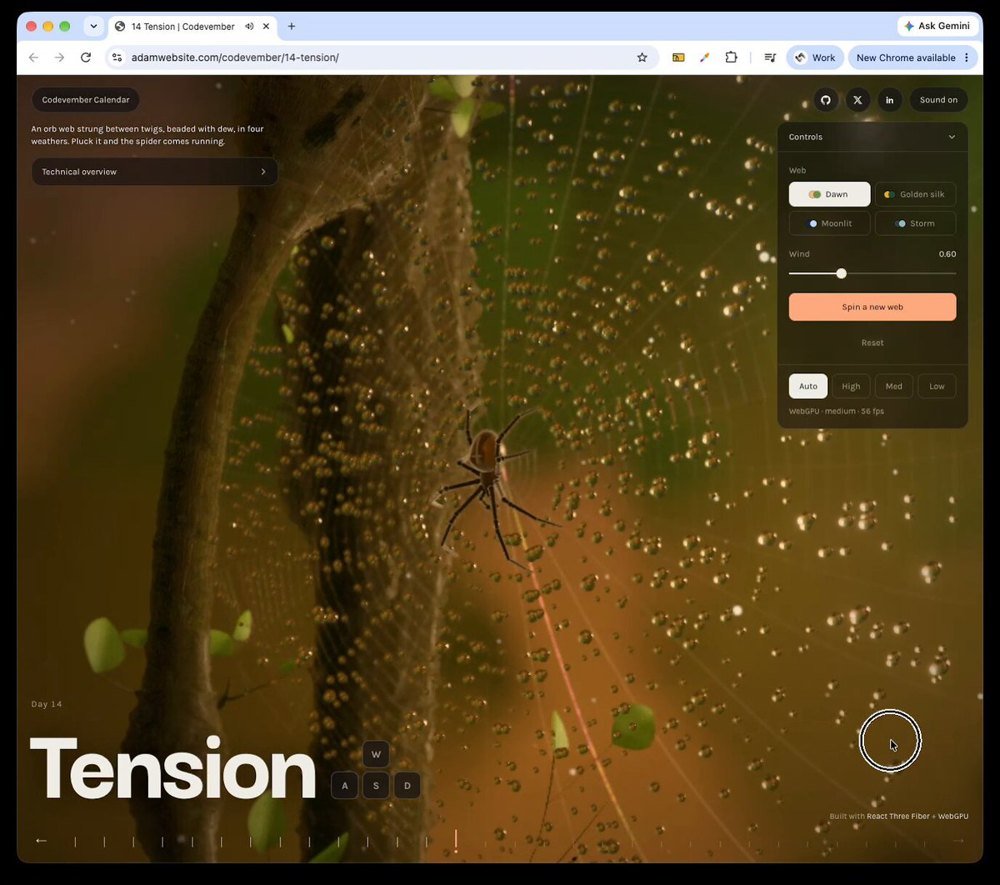 14 Tension | Codevember
Ask Gemini
adamwebsite.com/codevember/14-tension/
Work
New Chrome available
Codevember Calendar
in
Sound on
An orb web strung between twigs, beaded with dew, in four
weathers. Pluck it and the spider comes running.
Technical overview
Controls
Web
Dawn
Golden silk
Moonlit
Storm
Wind
0.60
Spin a new web
Reset
Auto
High
Med
Low
WebGPU · medium · 56 fps
Day 14
Tension
W
A
S
D
Built with React Three Fiber + WebGPU